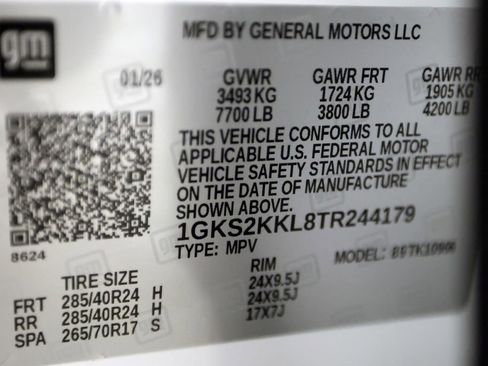 gm
MFD BY GENERAL MOTORS LLC
01/26 GVWR GAWR FRT GAWR RR
3493 KG 1724 KG 1905 KG
7700 LB 3800 LB 4200 LB
THIS VEHICLE CONFORMS TO ALL
APPLICABLE U.S. FEDERAL MOTOR
VEHICLE SAFETY STANDARDS IN EFFECT
ON THE DATE OF MANUFACTURE
SHOWN ABOVE.
1GKS2KKL8TR244179
8624 TYPE: MPV MODEL:
TIRE SIZE RIM
FRT 285/40R24 H 24X9.5J
RR 285/40R24 H 24X9.5J
SPA 265/70R17 S 17X7J